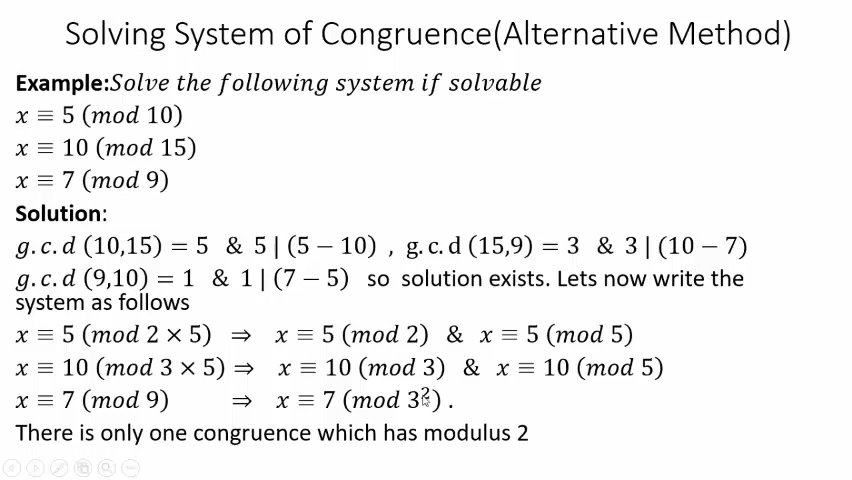 Solving System of Congruence(Alternative Method)
Example:Solve the following system if solvable
x ≡ 5 (mod 10)
x ≡ 10 (mod 15)
x ≡ 7 (mod 9)
Solution:
g.c.d (10,15) = 5 & 5 | (5 − 10) , g.c.d (15,9) = 3 & 3 | (10 − 7)
g.c.d (9,10) = 1 & 1 | (7 − 5) so solution exists. Lets now write the
system as follows
x ≡ 5 (mod 2 × 5) ⇒ x ≡ 5 (mod 2) & x ≡ 5 (mod 5)
x ≡ 10 (mod 3 × 5) ⇒ x ≡ 10 (mod 3) & x ≡ 10 (mod 5)
x ≡ 7 (mod 9) ⇒ x ≡ 7 (mod 3²) .
There is only one congruence which has modulus 2